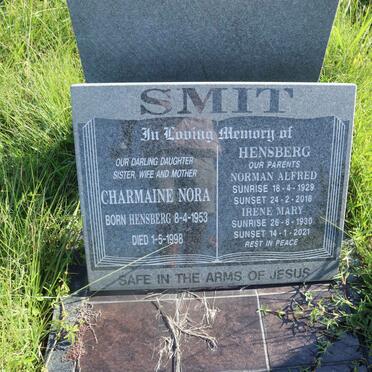 SMIT
In Loving Memory of
OUR DARLING DAUGHTER
SISTER, WIFE AND MOTHER
CHARMAINE NORA
BORN HENSBERG 8-4-1953
DIED 1-5-1998
HENSBERG
OUR PARENTS
NORMAN ALFRED
SUNRISE 18-4-1929
SUNSET 24-2-2018
IRENE MARY
SUNRISE 26-6-1930
SUNSET 14-1-2021
REST IN PEACE
SAFE IN THE ARMS OF JESUS